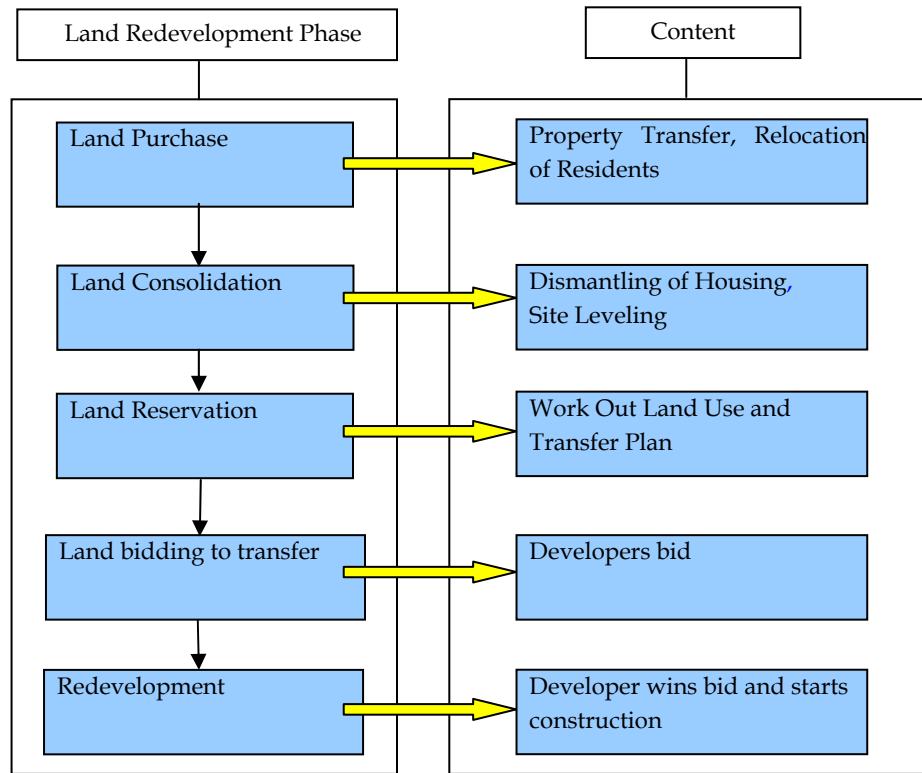 Land Redevelopment Phase
Content
Land Purchase
Property Transfer, Relocation
of Residents
Land Consolidation
Dismantling of Housing,
Site Leveling
Land Reservation
Work Out Land Use and
Transfer Plan
Land bidding to transfer
Developers bid
Redevelopment
Developer wins bid and starts
construction